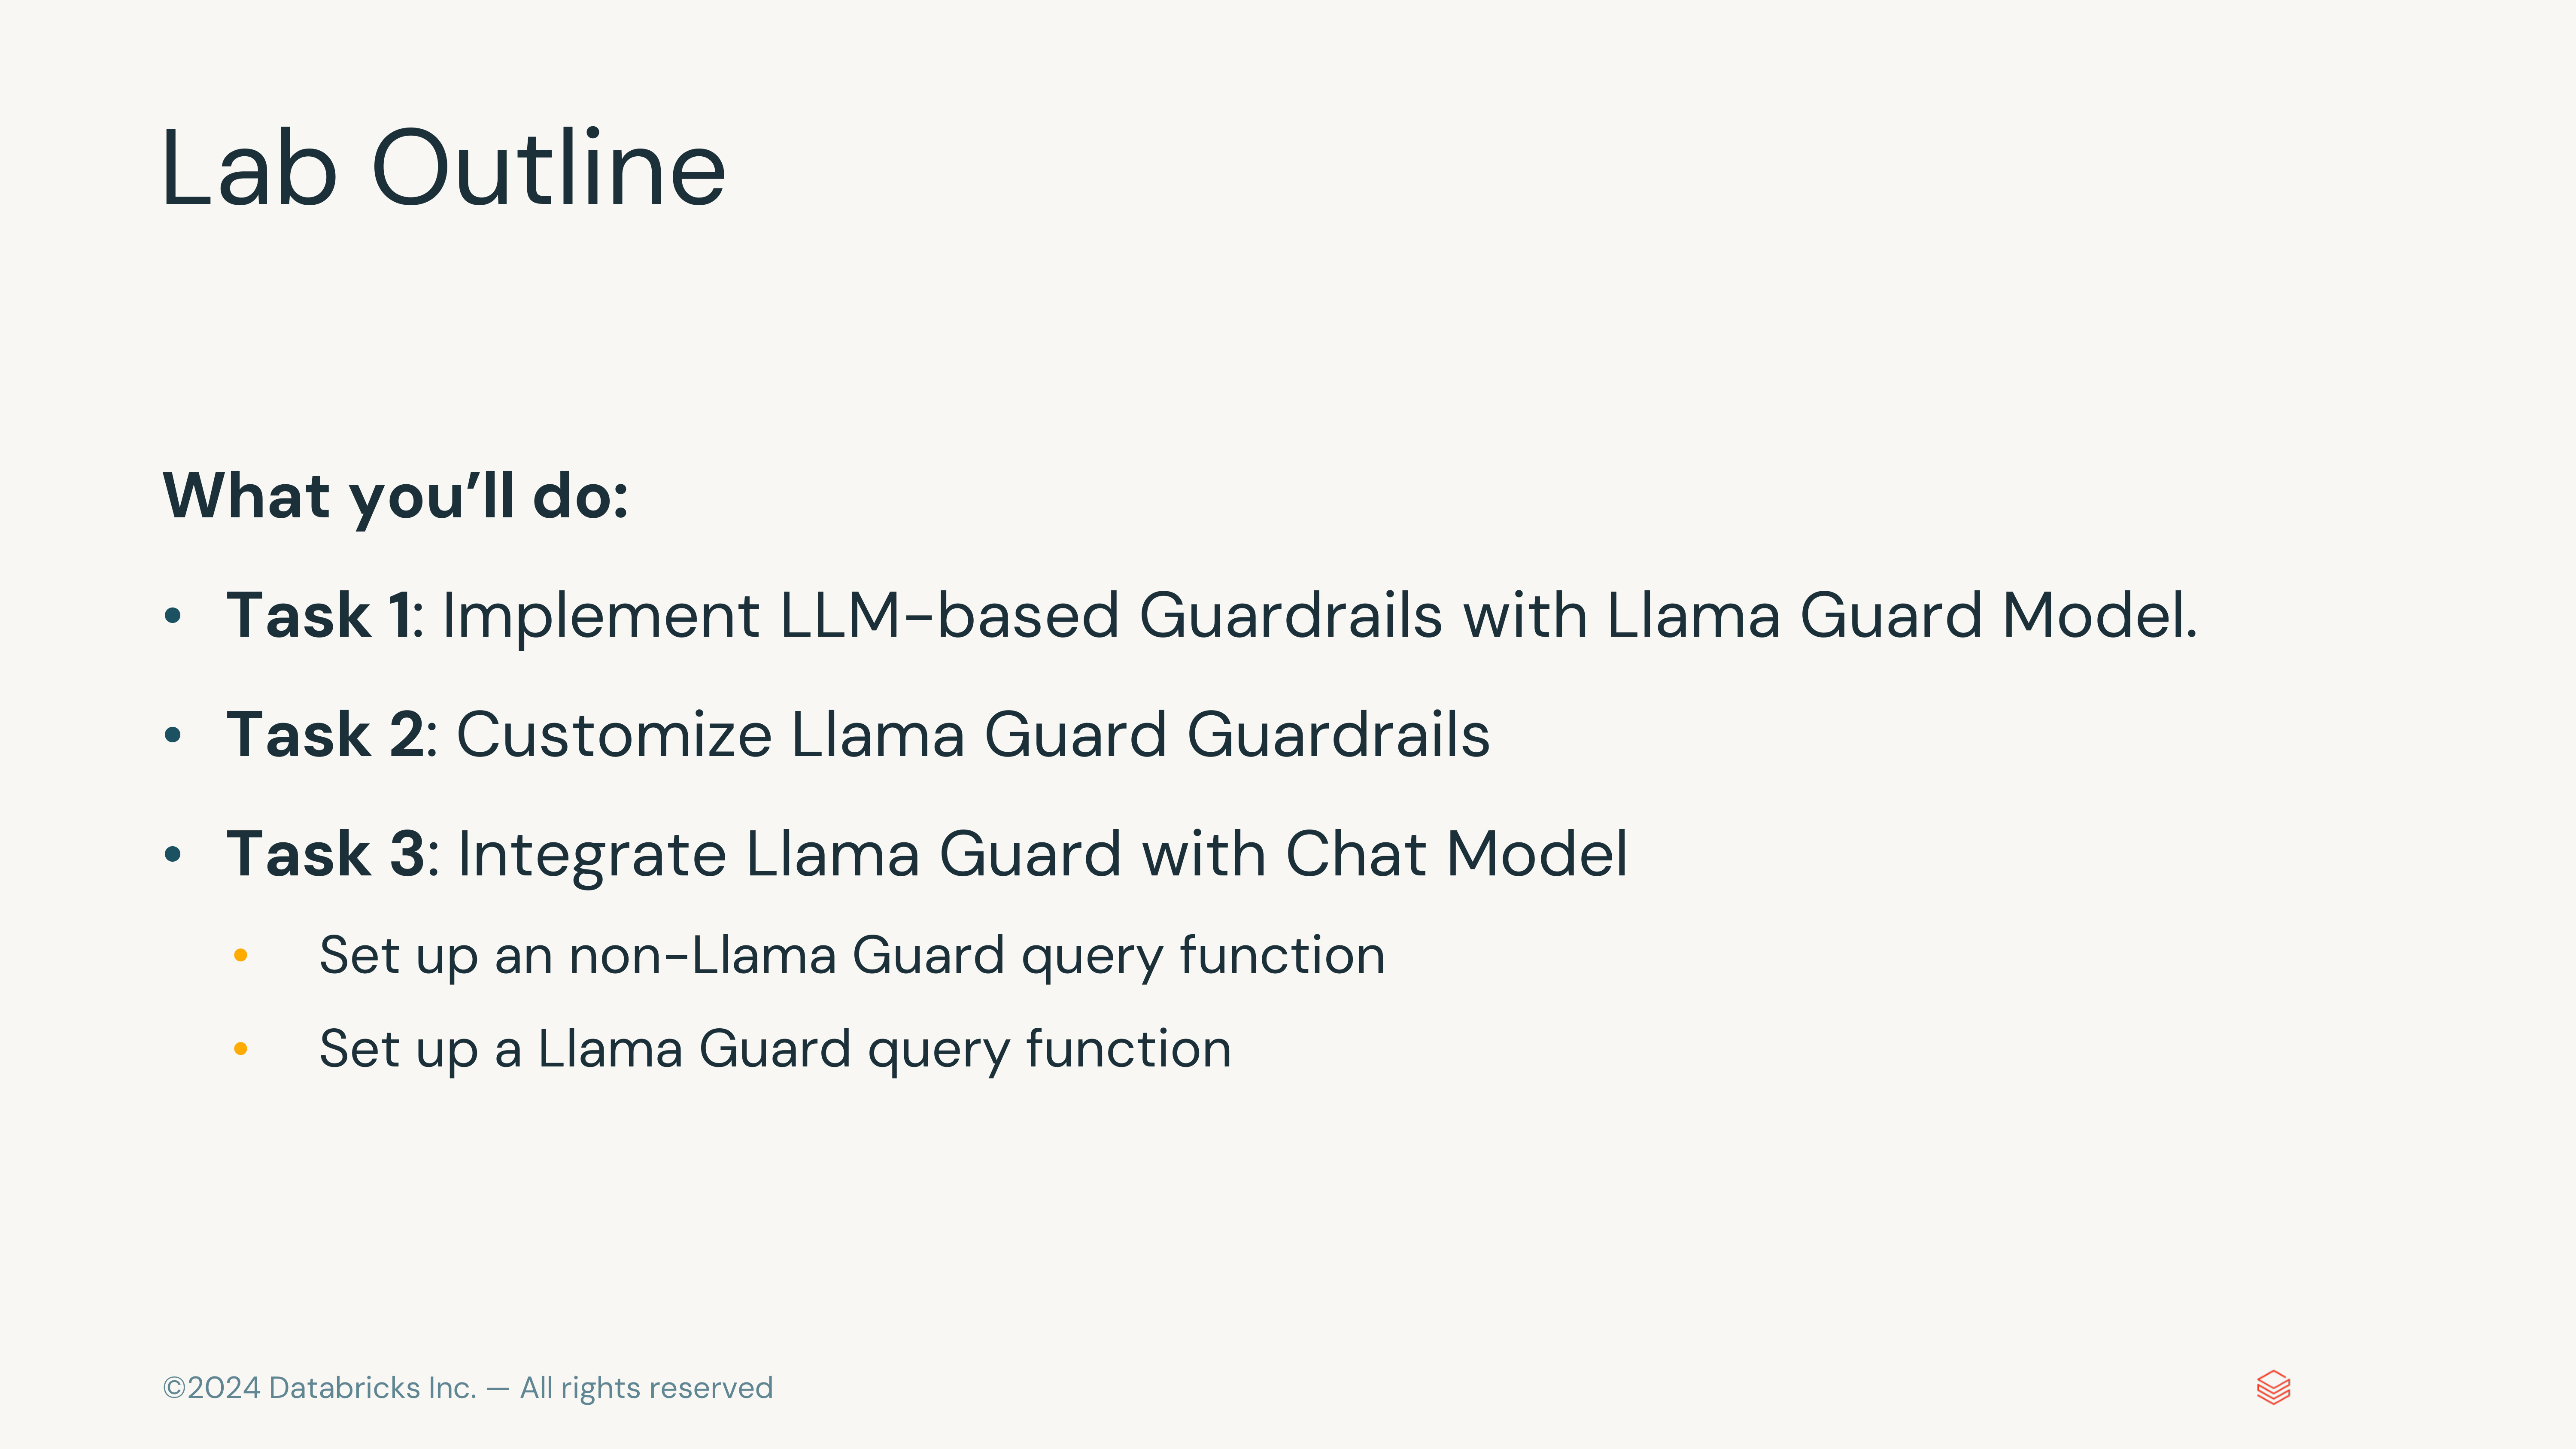 Lab Outline
What you’ll do:
• Task 1: Implement LLM-based Guardrails with Llama Guard Model.
• Task 2: Customize Llama Guard Guardrails
• Task 3: Integrate Llama Guard with Chat Model
• Set up an non-Llama Guard query function
• Set up a Llama Guard query function
©2024 Databricks Inc. — All rights reserved